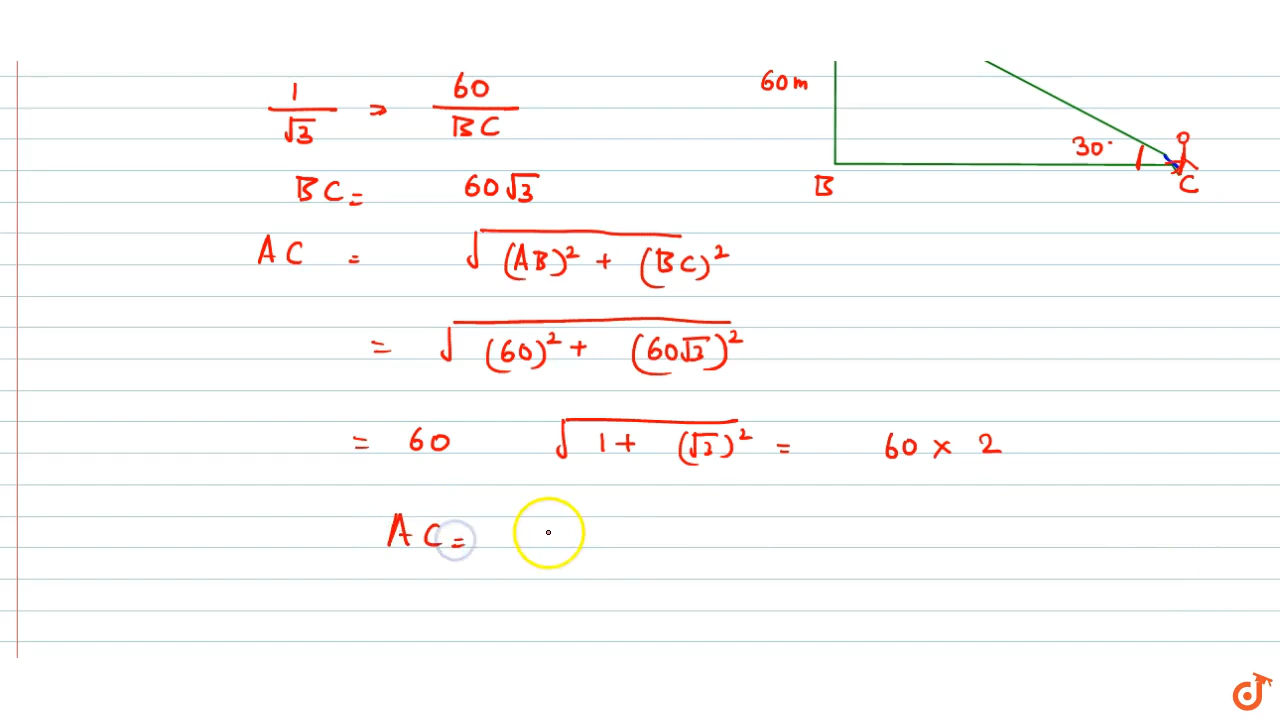 60m
1/√3 = 60/BC
30°
B
C
BC = 60√3
AC = √((AB)² + (BC)²)
= √((60)² + (60√3)²)
= 60 √(1 + (√3)²) = 60 × 2
AC =